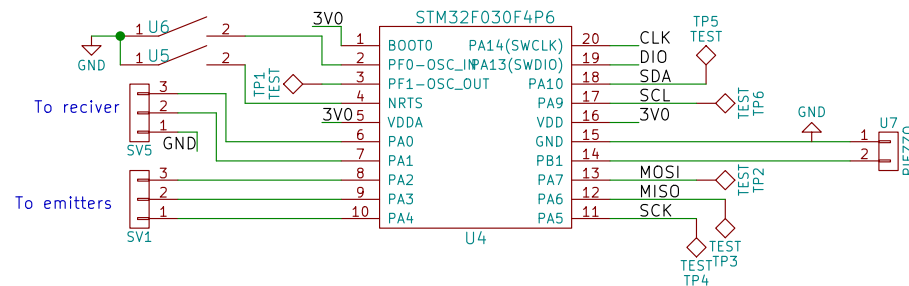 STM32F030F4P6
3V0
1 U6 2
GND
1 U5 2
TP1
TEST
To reciver
3
2
1
SV5
GND
To emitters
3
2
1
SV1
1 BOOT0
2 PF0-OSC_IN
3 PF1-OSC_OUT
4 NRTS
3V0
5 VDDA
6 PA0
7 PA1
8 PA2
9 PA3
10 PA4
U4
PA14(SWCLK) 20 CLK
PA13(SWDIO) 19 DIO
PA10 18 SDA
PA9 17 SCL
VDD 16 3V0
GND 15
PB1 14
PA7 13 MOSI
PA6 12 MISO
PA5 11 SCK
TP5
TEST
TEST
TP6
GND
U7
1
2
PIEZZO
TEST
TP2
TEST
TP3
TEST
TP4